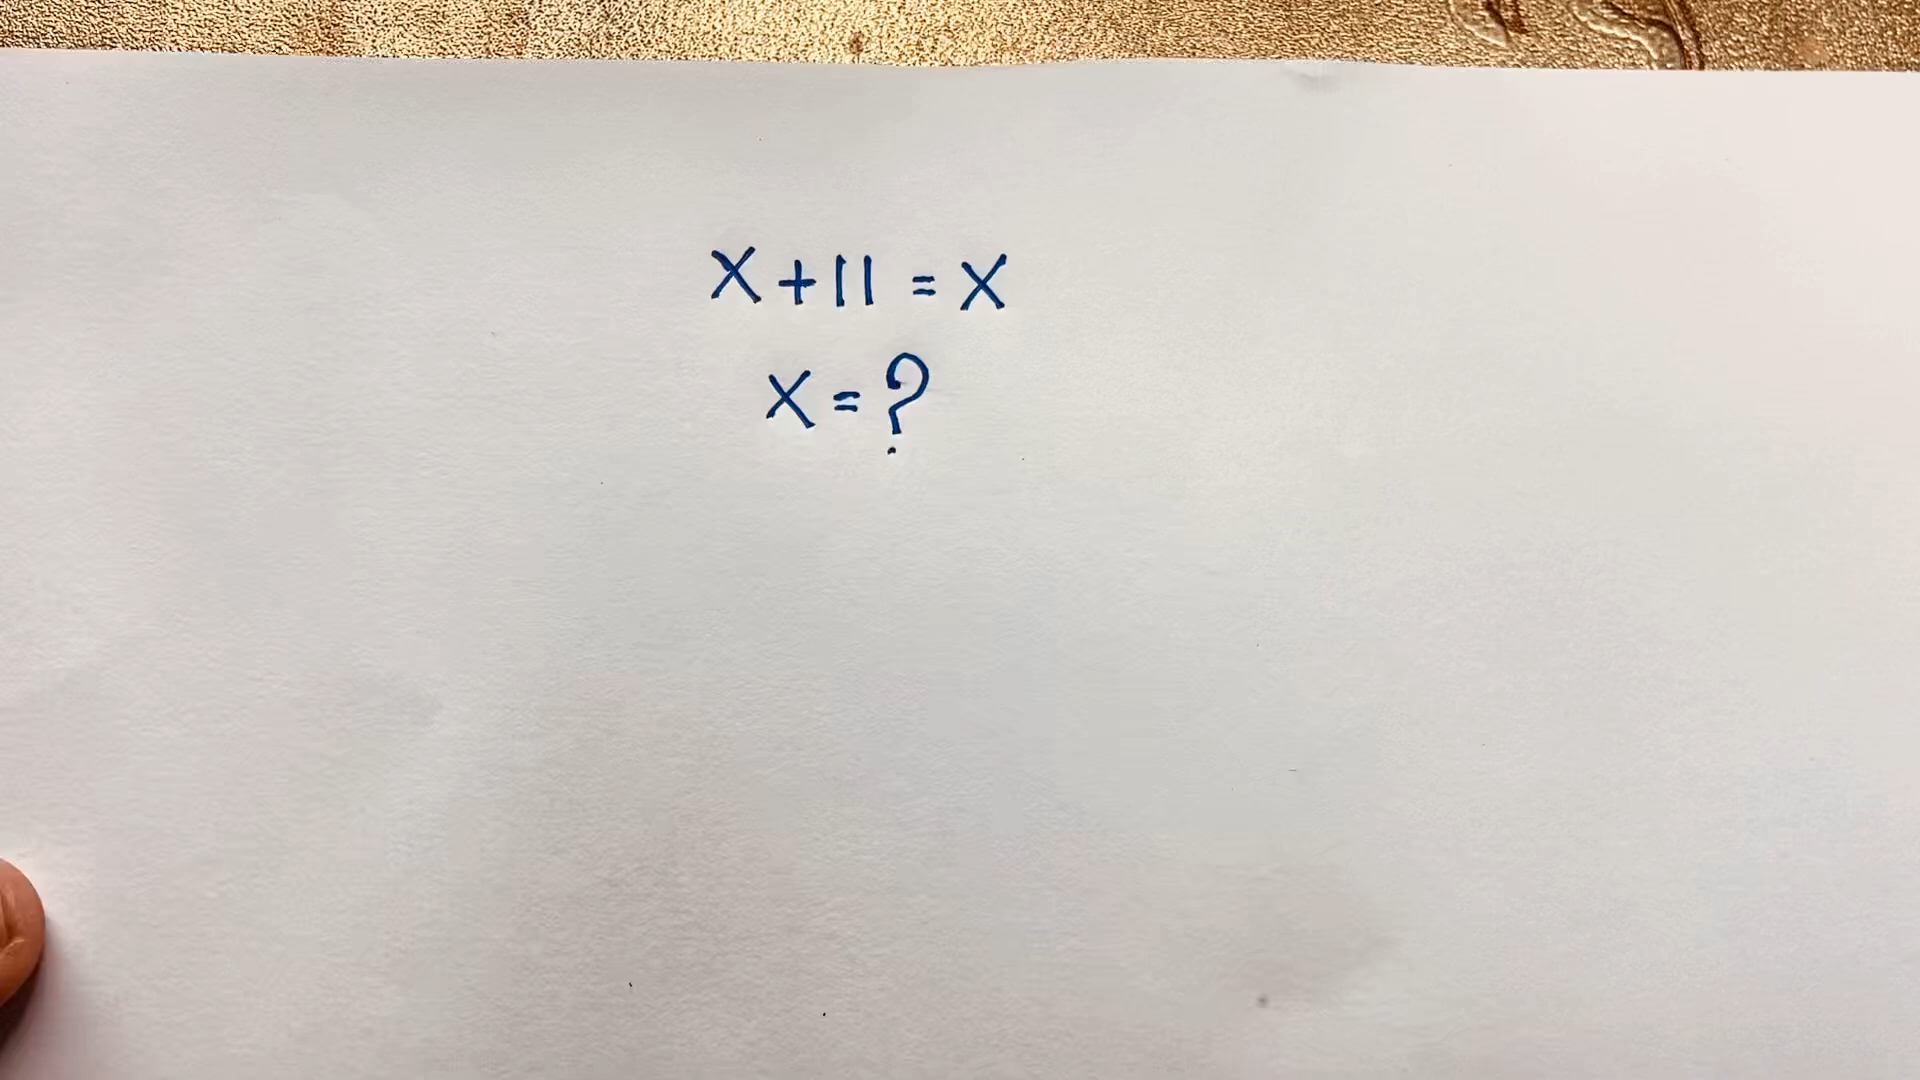 x + 11 = x
x = ?